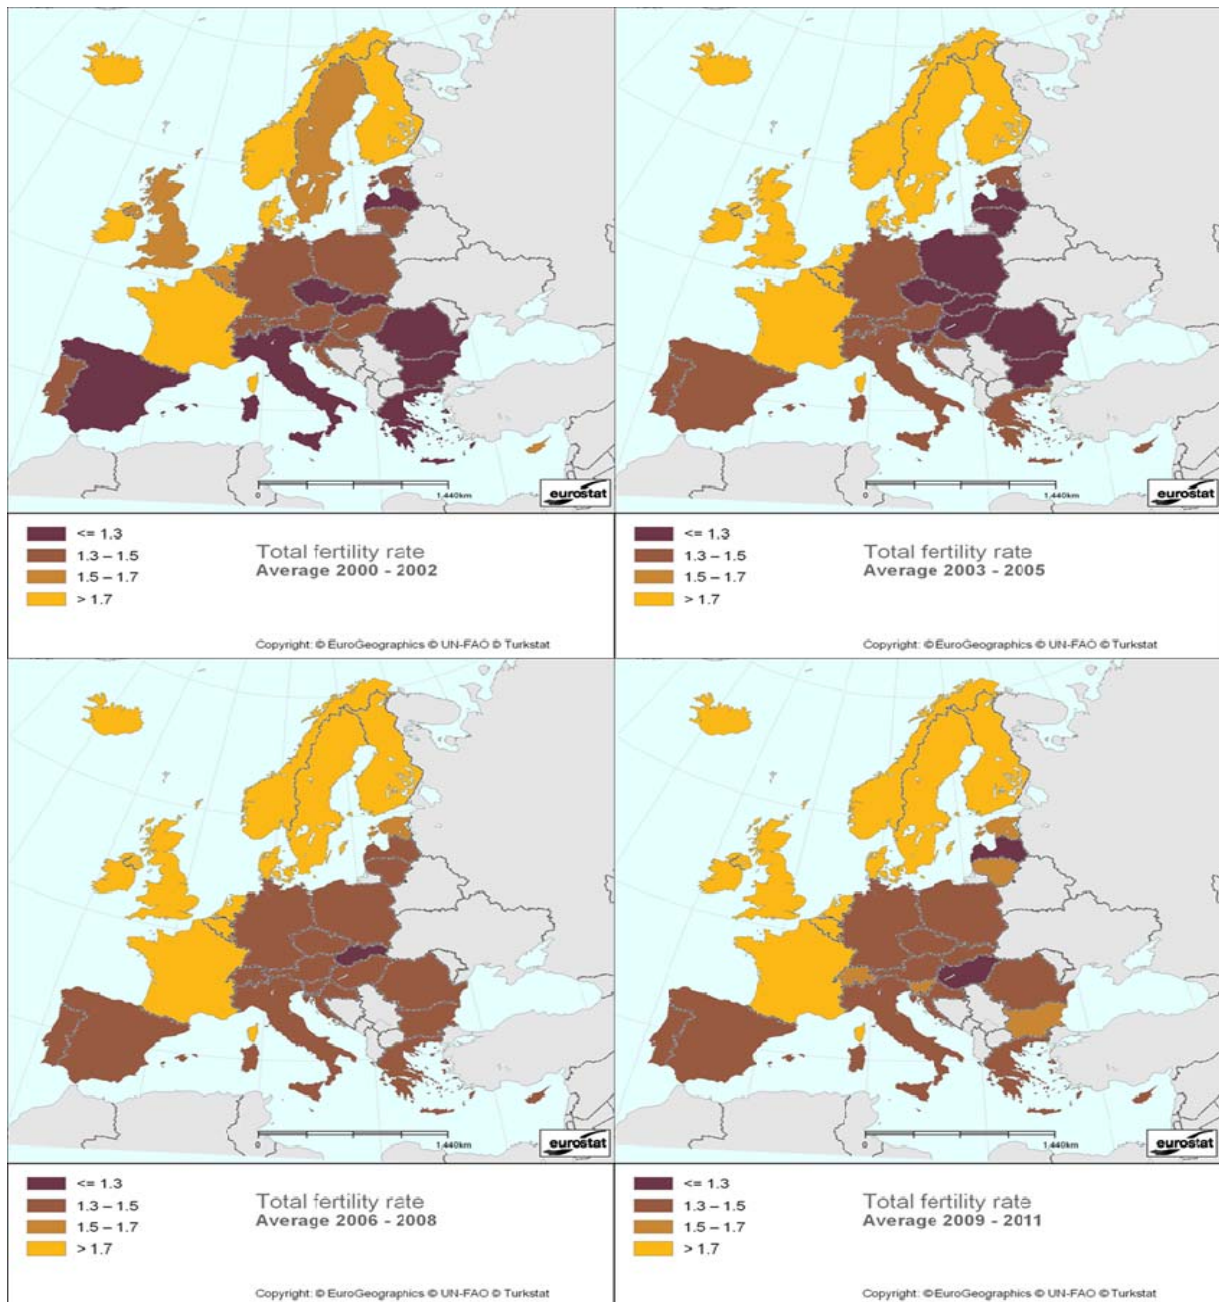 0
1.440km
eurostat
<= 1.3
1.3 – 1.5
1.5 – 1.7
> 1.7
Total fertility rate
Average 2000 - 2002
Copyright: © EuroGeographics © UN-FAO © Turkstat
0
1.440km
eurostat
<= 1.3
1.3 – 1.5
1.5 – 1.7
> 1.7
Total fertility rate
Average 2003 - 2005
Copyright: © EuroGeographics © UN-FAO © Turkstat
0
1.440km
eurostat
<= 1.3
1.3 – 1.5
1.5 – 1.7
> 1.7
Total fertility rate
Average 2006 - 2008
Copyright: © EuroGeographics © UN-FAO © Turkstat
0
1.440km
eurostat
<= 1.3
1.3 – 1.5
1.5 – 1.7
> 1.7
Total fertility rate
Average 2009 - 2011
Copyright: © EuroGeographics © UN-FAO © Turkstat